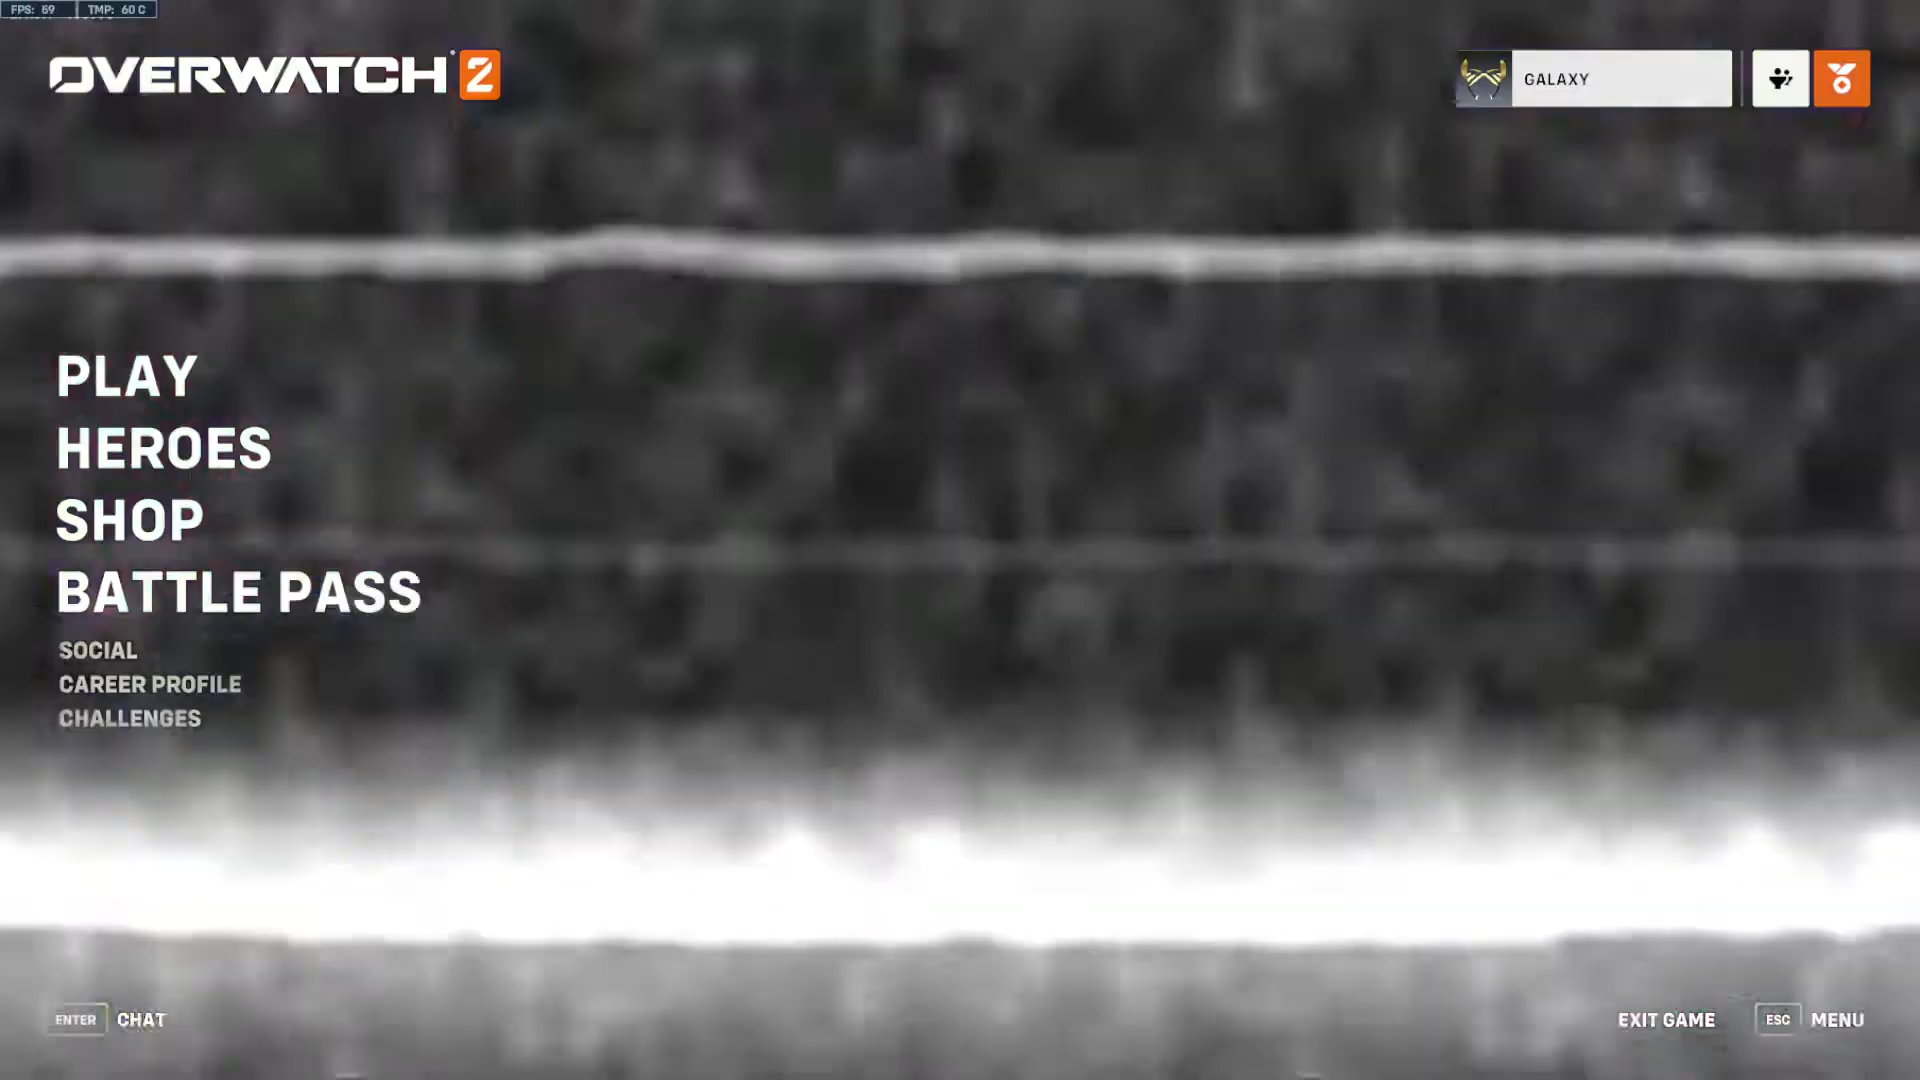 FPS: 59 TMP: 60 C
OVERWATCH 2
GALAXY
PLAY
HEROES
SHOP
BATTLE PASS
SOCIAL
CAREER PROFILE
CHALLENGES
ENTER CHAT
EXIT GAME ESC MENU